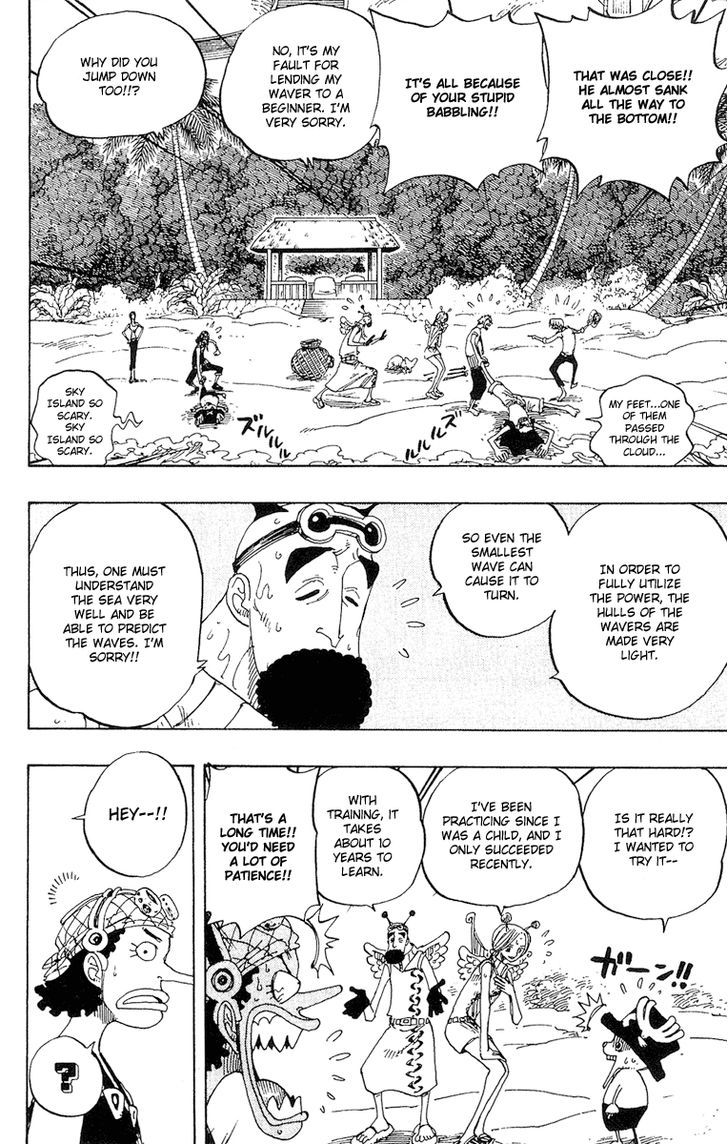 THAT WAS CLOSE!!
HE ALMOST SANK
ALL THE WAY TO
THE BOTTOM!!
IT'S ALL BECAUSE
OF YOUR STUPID
BABBLING!!
NO, IT'S MY
FAULT FOR
LENDING MY
WAVER TO A
BEGINNER. I'M
VERY SORRY.
WHY DID YOU
JUMP DOWN
TOO!!?
MY FEET...ONE
OF THEM
PASSED
THROUGH THE
CLOUD...
ルルルズ
ズルルル
SKY
ISLAND SO
SCARY.
SKY
ISLAND SO
SCARY.
IN ORDER TO
FULLY UTILIZE
THE POWER, THE
HULLS OF THE
WAVERS ARE
MADE VERY
LIGHT.
SO EVEN THE
SMALLEST
WAVE CAN
CAUSE IT TO
TURN.
THUS, ONE MUST
UNDERSTAND
THE SEA VERY
WELL AND BE
ABLE TO PREDICT
THE WAVES. I'M
SORRY!!
IS IT REALLY
THAT HARD!?
I WANTED TO
TRY IT--
ガーン!!
I'VE BEEN
PRACTICING SINCE I
WAS A CHILD, AND I
ONLY SUCCEEDED
RECENTLY.
WITH
TRAINING, IT
TAKES
ABOUT 10
YEARS TO
LEARN.
THAT'S A
LONG TIME!!
YOU'D NEED
A LOT OF
PATIENCE!!
HEY--!!
?